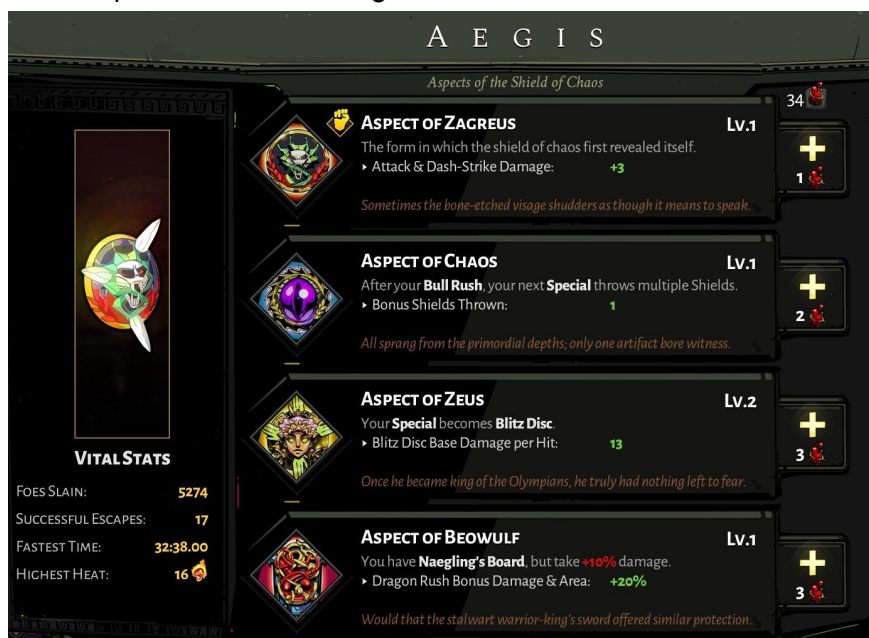 AEGIS
Aspects of the Shield of Chaos
34
ASPECT OF ZAGREUS LV.1
The form in which the shield of chaos first revealed itself.
▸ Attack & Dash-Strike Damage: +3
1
Sometimes the bone-etched visage shudders as though it means to speak.
ASPECT OF CHAOS LV.1
After your Bull Rush, your next Special throws multiple Shields.
▸ Bonus Shields Thrown: 1
2
All sprang from the primordial depths; only one artifact bore witness.
ASPECT OF ZEUS LV.2
Your Special becomes Blitz Disc.
▸ Blitz Disc Base Damage per Hit: 13
3
Once he became king of the Olympians, he truly had nothing left to fear.
ASPECT OF BEOWULF LV.1
You have Naegling's Board, but take +10% damage.
▸ Dragon Rush Bonus Damage & Area: +20%
3
Would that the stalwart warrior-king's sword offered similar protection.
VITAL STATS
FOES SLAIN: 5274
SUCCESSFUL ESCAPES: 17
FASTEST TIME: 32:38.00
HIGHEST HEAT: 16